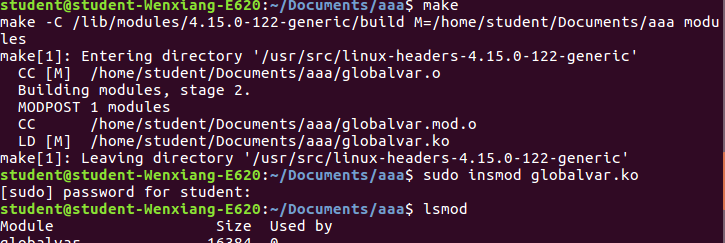 student@student-Wenxiang-E620:~/Documents/aaa$ make
make -C /lib/modules/4.15.0-122-generic/build M=/home/student/Documents/aaa modu
les
make[1]: Entering directory '/usr/src/linux-headers-4.15.0-122-generic'
  CC [M]  /home/student/Documents/aaa/globalvar.o
  Building modules, stage 2.
  MODPOST 1 modules
  CC      /home/student/Documents/aaa/globalvar.mod.o
  LD [M]  /home/student/Documents/aaa/globalvar.ko
make[1]: Leaving directory '/usr/src/linux-headers-4.15.0-122-generic'
student@student-Wenxiang-E620:~/Documents/aaa$ sudo insmod globalvar.ko
[sudo] password for student:
student@student-Wenxiang-E620:~/Documents/aaa$ lsmod
Module                  Size  Used by
globalvar              16384  0